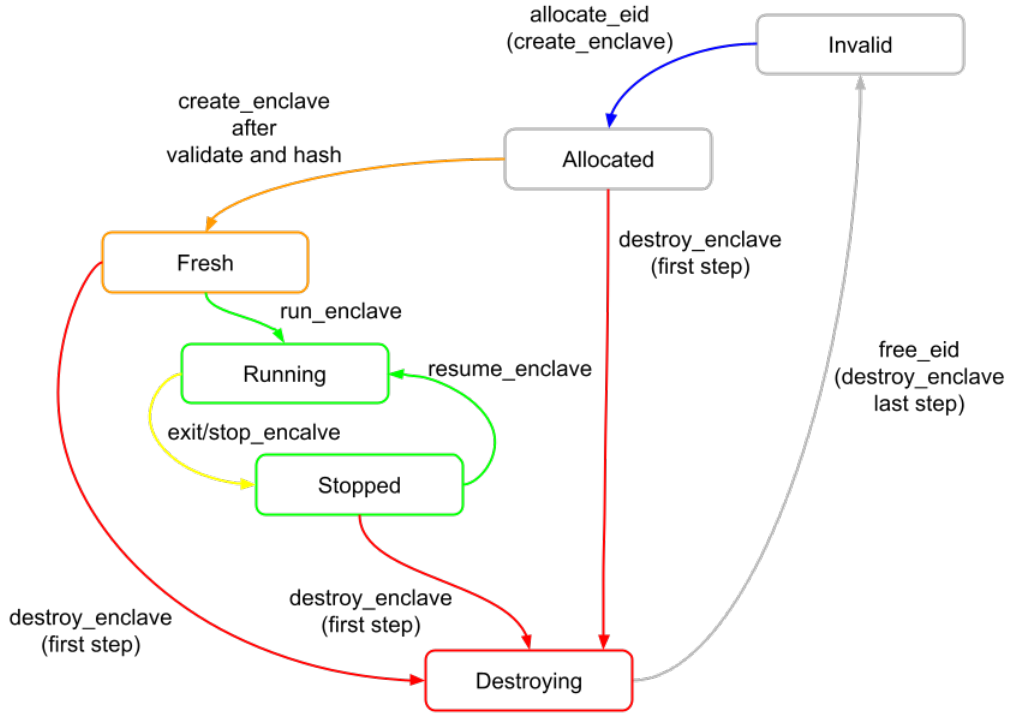 allocate_eid
(create_enclave)
Invalid
create_enclave
after
validate and hash
Allocated
destroy_enclave
(first step)
Fresh
run_enclave
Running
resume_enclave
free_eid
(destroy_enclave
last step)
exit/stop_encalve
Stopped
destroy_enclave
(first step)
destroy_enclave
(first step)
Destroying